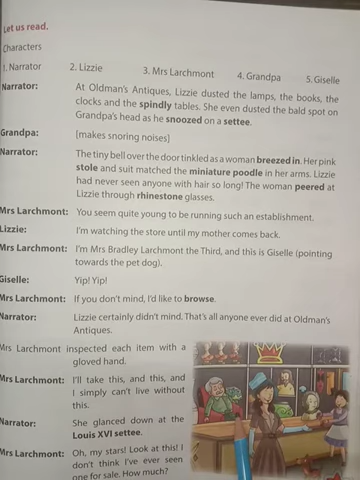 Let us read.
Characters
1. Narrator 2. Lizzie 3. Mrs Larchmont 4. Grandpa 5. Giselle
Narrator: At Oldman's Antiques, Lizzie dusted the lamps, the books, the
clocks and the spindly tables. She even dusted the bald spot on
Grandpa's head as he snoozed on a settee.
Grandpa: [makes snoring noises]
Narrator: The tiny bell over the door tinkled as a woman breezed in. Her pink
stole and suit matched the miniature poodle in her arms. Lizzie
had never seen anyone with hair so long! The woman peered at
Lizzie through rhinestone glasses.
Mrs Larchmont: You seem quite young to be running such an establishment.
Lizzie: I'm watching the store until my mother comes back.
Mrs Larchmont: I'm Mrs Bradley Larchmont the Third, and this is Giselle (pointing
towards the pet dog).
Giselle: Yip! Yip!
Mrs Larchmont: If you don't mind, I'd like to browse.
Narrator: Lizzie certainly didn't mind. That's all anyone ever did at Oldman's
Antiques.
Mrs Larchmont inspected each item with a
gloved hand.
Mrs Larchmont: I'll take this, and this, and
I simply can't live without
this.
Narrator: She glanced down at the
Louis XVI settee.
Mrs Larchmont: Oh, my stars! Look at this! I
don't think I've ever seen
one for sale. How much?